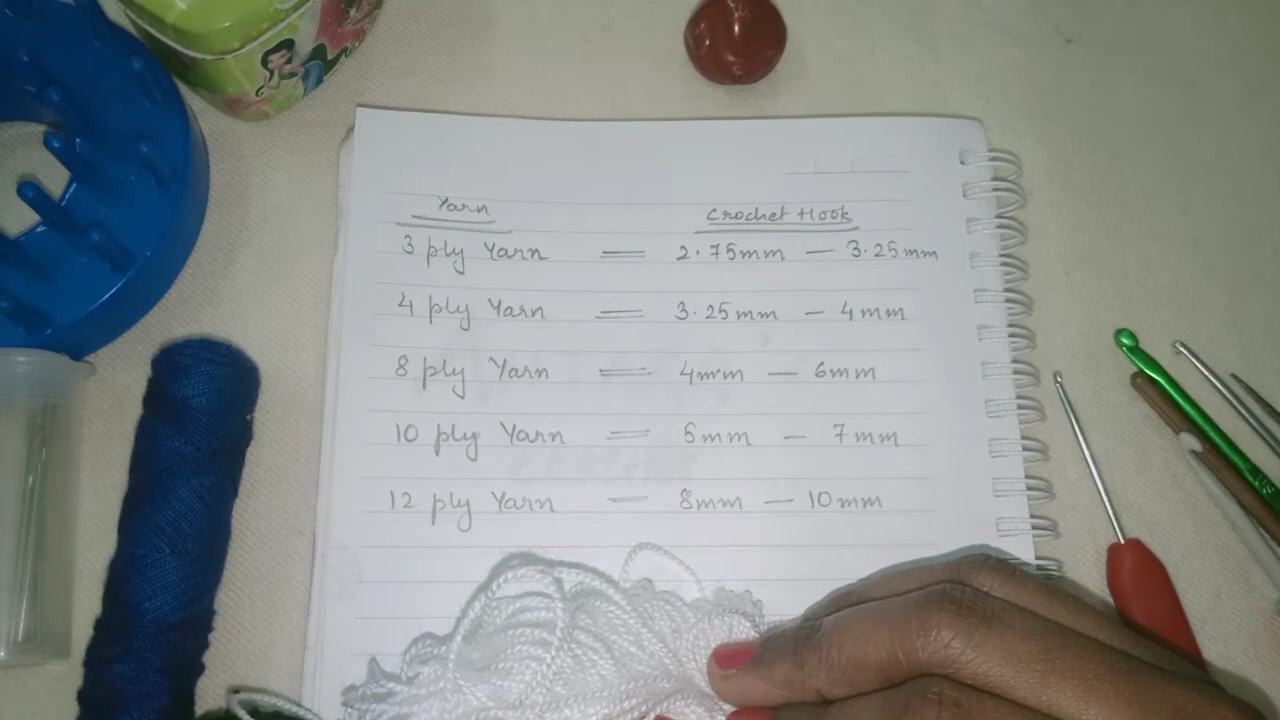 Yarn Crochet Hook
3 ply Yarn = 2.75mm - 3.25mm
4 ply Yarn = 3.25mm - 4mm
8 ply Yarn = 4mm - 6mm
10 ply Yarn = 5mm - 7mm
12 ply Yarn = 8mm - 10mm